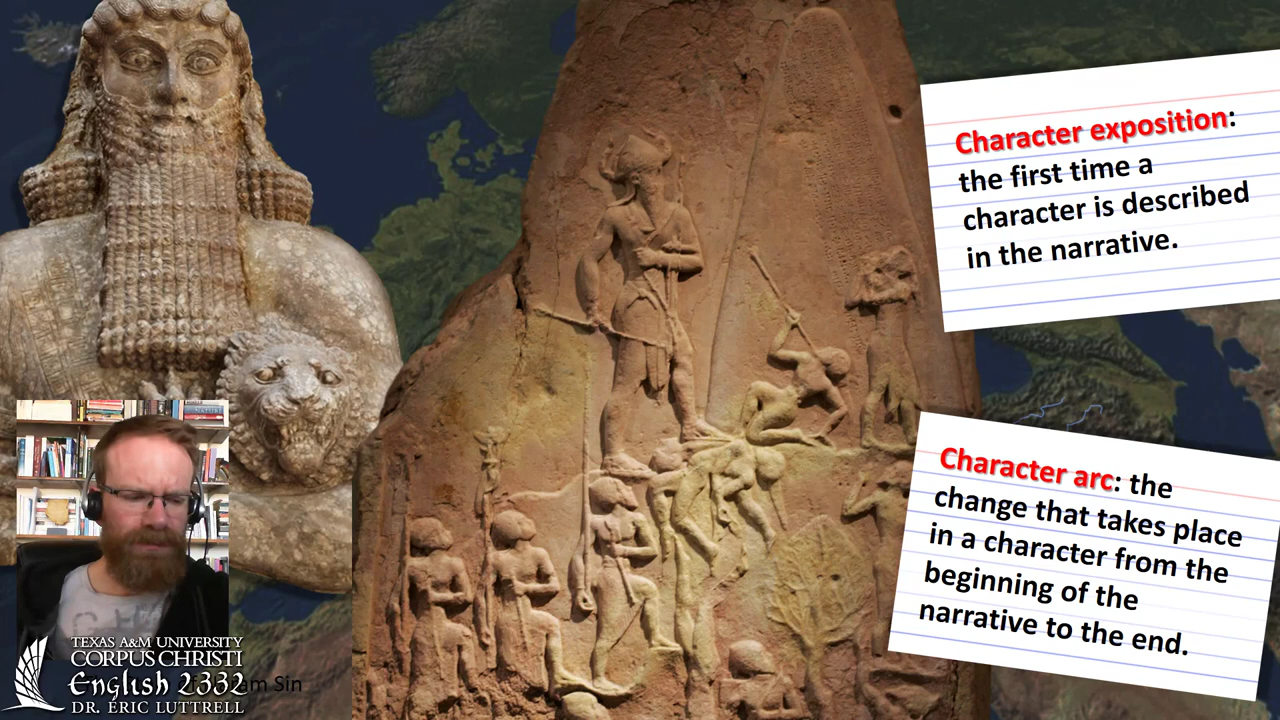 Character exposition:
the first time a
character is described
in the narrative.
Character arc: the
change that takes place
in a character from the
beginning of the
narrative to the end.
TEXAS A&M UNIVERSITY
CORPUS CHRISTI
English 2332
DR. ERIC LUTTRELL
am Sin